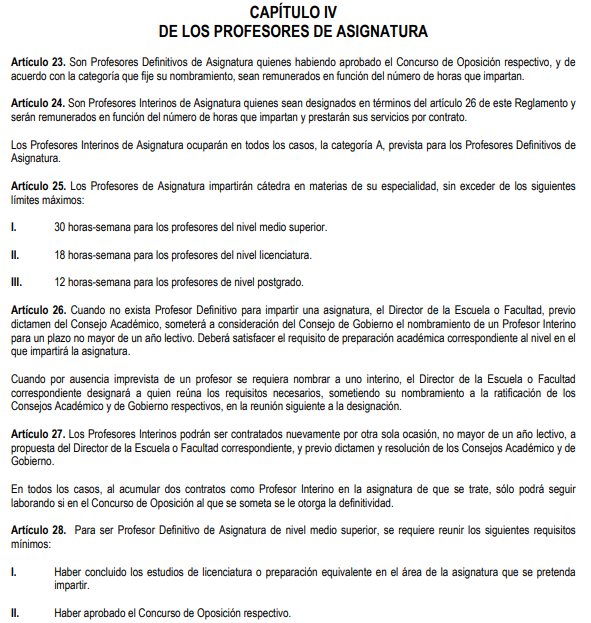 CAPÍTULO IV
DE LOS PROFESORES DE ASIGNATURA
Artículo 23. Son Profesores Definitivos de Asignatura quienes habiendo aprobado el Concurso de Oposición respectivo, y de
acuerdo con la categoría que fije su nombramiento, sean remunerados en función del número de horas que impartan.
Artículo 24. Son Profesores Interinos de Asignatura quienes sean designados en términos del artículo 26 de este Reglamento y
serán remunerados en función del número de horas que impartan y prestarán sus servicios por contrato.
Los Profesores Interinos de Asignatura ocuparán en todos los casos, la categoría A, prevista para los Profesores Definitivos de
Asignatura.
Artículo 25. Los Profesores de Asignatura impartirán cátedra en materias de su especialidad, sin exceder de los siguientes
límites máximos:
I. 30 horas-semana para los profesores del nivel medio superior.
II. 18 horas-semana para los profesores del nivel licenciatura.
III. 12 horas-semana para los profesores de nivel postgrado.
Artículo 26. Cuando no exista Profesor Definitivo para impartir una asignatura, el Director de la Escuela o Facultad, previo
dictamen del Consejo Académico, someterá a consideración del Consejo de Gobierno el nombramiento de un Profesor Interino
para un plazo no mayor de un año lectivo. Deberá satisfacer el requisito de preparación académica correspondiente al nivel en el
que impartirá la asignatura.
Cuando por ausencia imprevista de un profesor se requiera nombrar a uno interino, el Director de la Escuela o Facultad
correspondiente designará a quien reúna los requisitos necesarios, sometiendo su nombramiento a la ratificación de los
Consejos Académico y de Gobierno respectivos, en la reunión siguiente a la designación.
Artículo 27. Los Profesores Interinos podrán ser contratados nuevamente por otra sola ocasión, no mayor de un año lectivo, a
propuesta del Director de la Escuela o Facultad correspondiente, y previo dictamen y resolución de los Consejos Académico y de
Gobierno.
En todos los casos, al acumular dos contratos como Profesor Interino en la asignatura de que se trate, sólo podrá seguir
laborando si en el Concurso de Oposición al que se someta se le otorga la definitividad.
Artículo 28. Para ser Profesor Definitivo de Asignatura de nivel medio superior, se requiere reunir los siguientes requisitos
mínimos:
I. Haber concluido los estudios de licenciatura o preparación equivalente en el área de la asignatura que se pretenda
impartir.
II. Haber aprobado el Concurso de Oposición respectivo.